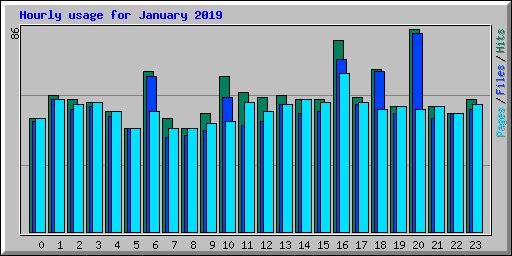 Hourly usage for January 2019
86
Pages / Files / Hits
0 1 2 3 4 5 6 7 8 9 10 11 12 13 14 15 16 17 18 19 20 21 22 23